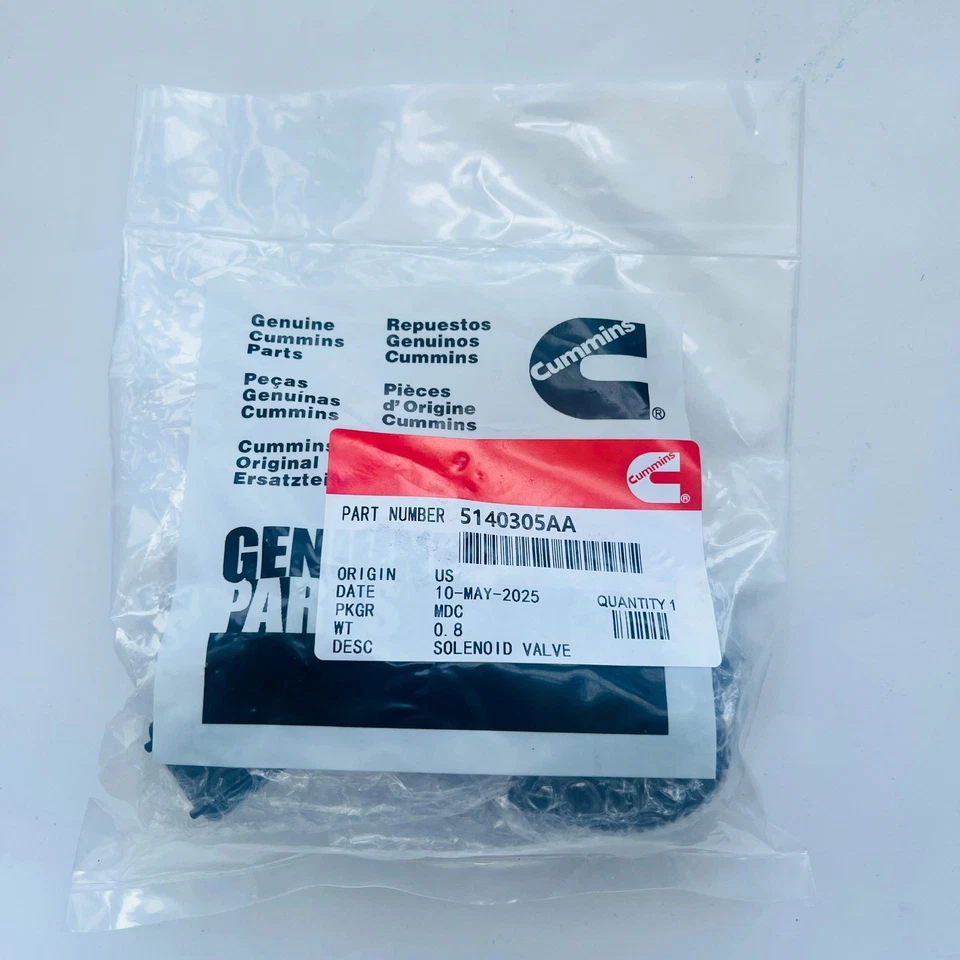 Genuine
Cummins
Parts
Repuestos
Genuinos
Cummins
Peças
Genuínas
Cummins
Pièces
d'Origine
Cummins
Cummins
Original
Ersatztei
Cummins
®
GEN
PAR
Cummins
®
PART NUMBER 5140305AA
ORIGIN US
DATE 10-MAY-2025
PKGR MDC
WT 0.8
DESC SOLENOID VALVE
QUANTITY 1